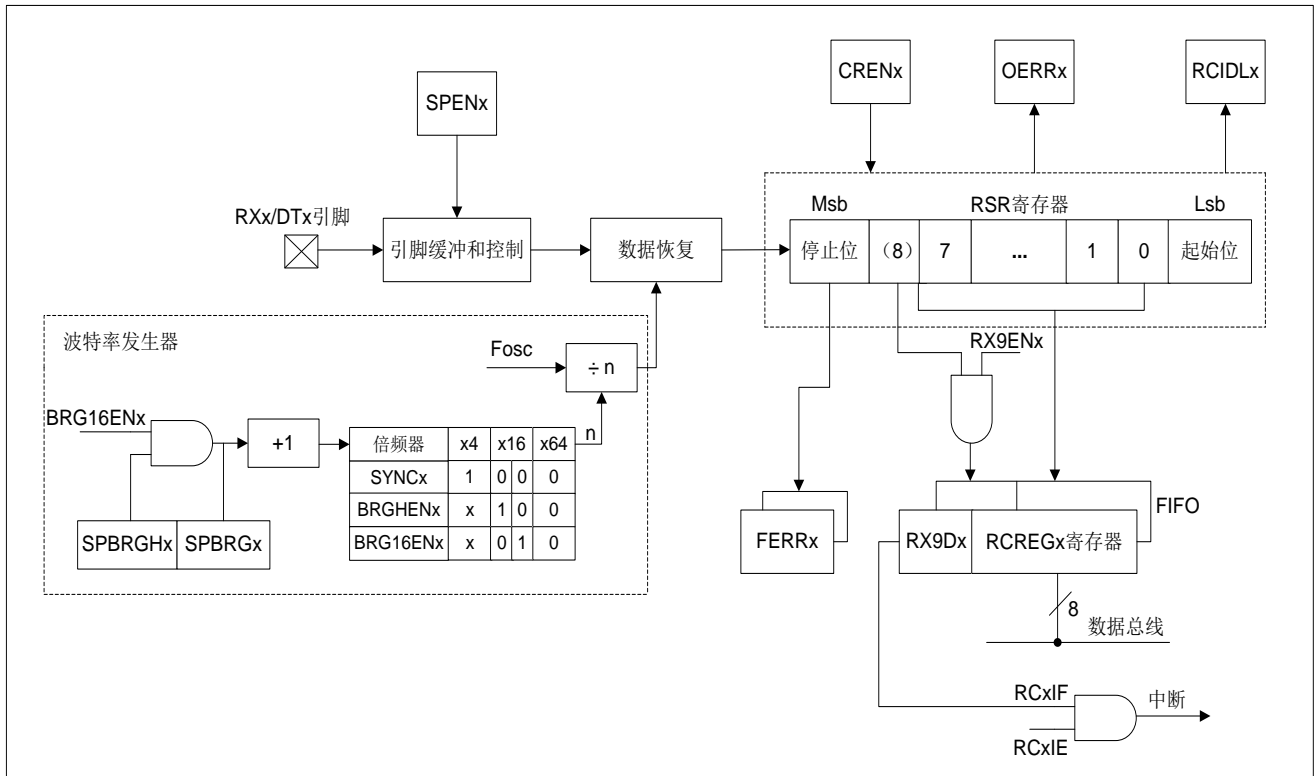 CRENx
OERRx
RCIDLx
SPENx
RXx/DTx引脚
引脚缓冲和控制
数据恢复
Msb
RSR寄存器
Lsb
停止位 （8） 7 ... 1 0 起始位
波特率发生器
Fosc
÷n
RX9ENx
BRG16ENx
+1
n
倍频器 x4 x16 x64
SYNCx 1 0 0 0
BRGHENx x 1 0 0
BRG16ENx x 0 1 0
SPBRGHx SPBRGx
FIFO
FERRx
RX9Dx RCREGx寄存器
8
数据总线
RCxIF
中断
RCxIE